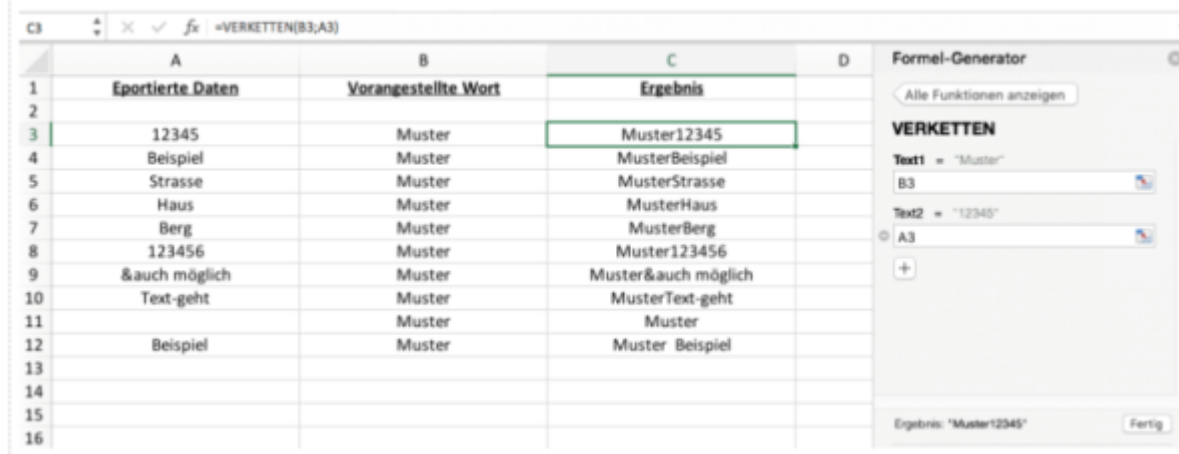 C3 fx =VERKETTEN(B3;A3)
A B C D
1 Eportierte Daten Vorangestellte Wort Ergebnis
2
3 12345 Muster Muster12345
4 Beispiel Muster MusterBeispiel
5 Strasse Muster MusterStrasse
6 Haus Muster MusterHaus
7 Berg Muster MusterBerg
8 123456 Muster Muster123456
9 &auch möglich Muster Muster&auch möglich
10 Text-geht Muster MusterText-geht
11 Muster Muster
12 Beispiel Muster Muster  Beispiel
13
14
15
16
Formel-Generator
Alle Funktionen anzeigen
VERKETTEN
Text1 = "Muster"
B3
Text2 = "12345"
A3
Ergebnis: "Muster12345" Fertig